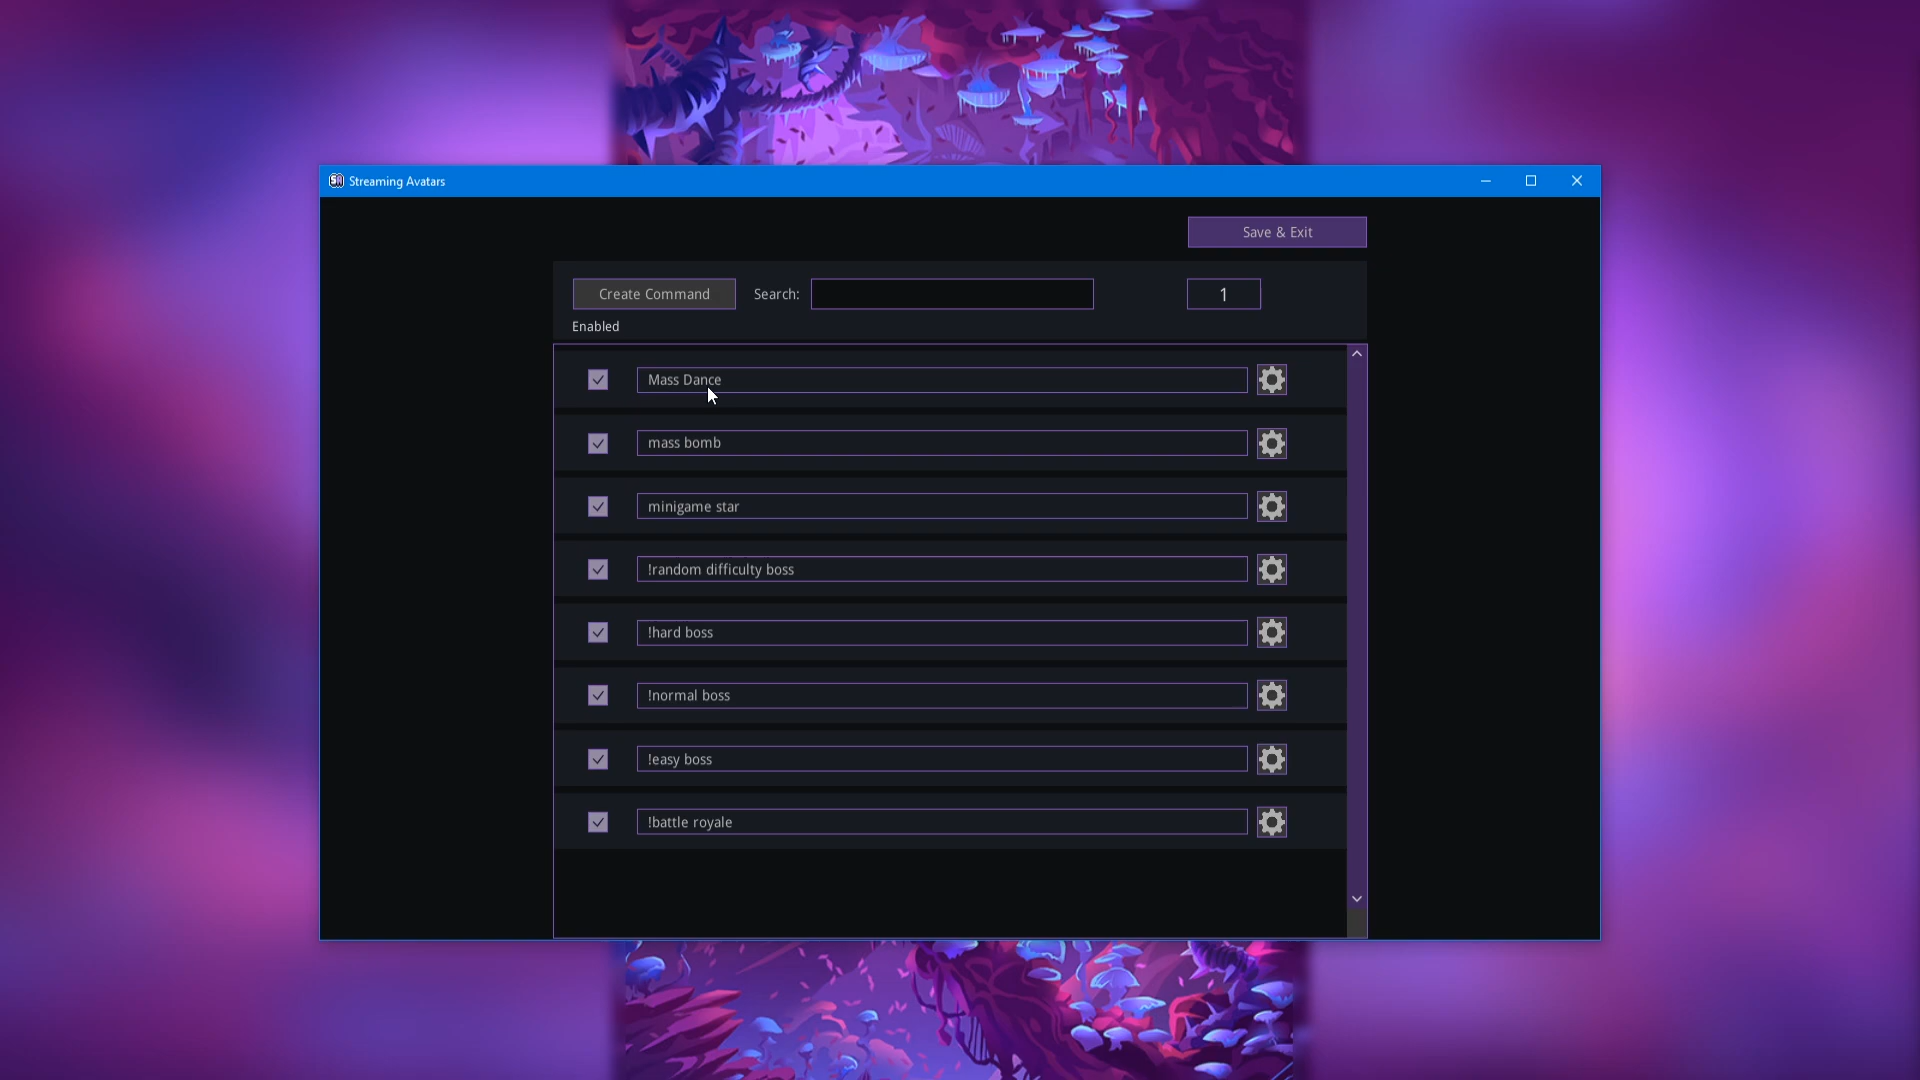 Streaming Avatars
Save & Exit
Create Command
Search:
1
Enabled
Mass Dance
mass bomb
minigame star
!random difficulty boss
!hard boss
!normal boss
!easy boss
!battle royale